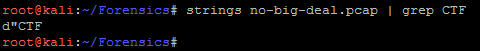 root@kali:~/Forensics# strings no-big-deal.pcap | grep CTF
d"CTF
root@kali:~/Forensics#